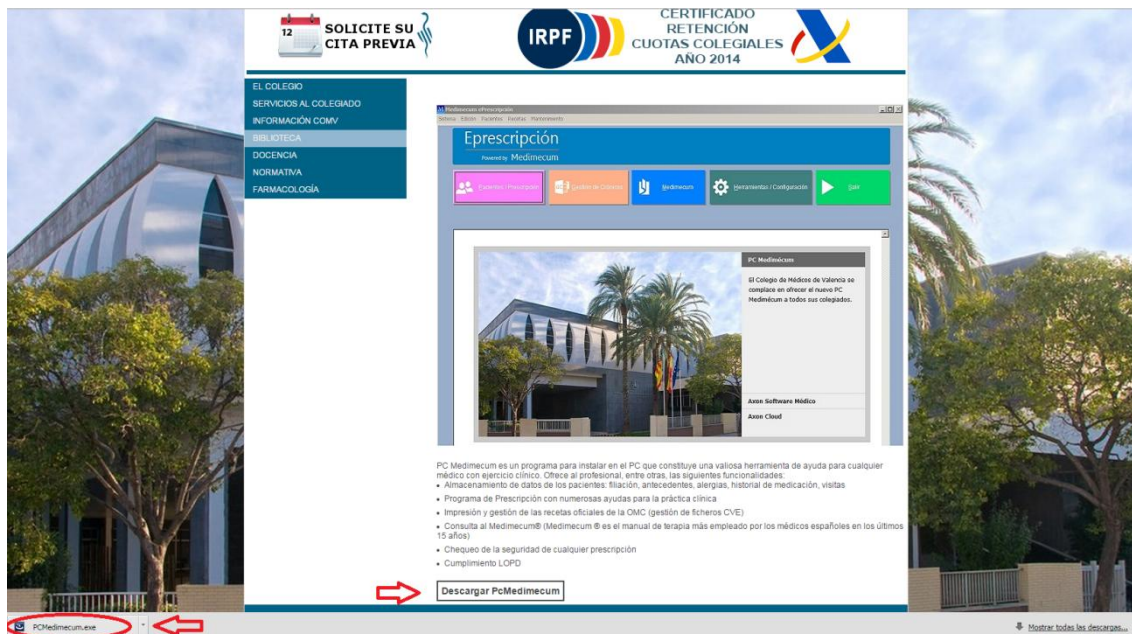 12
SOLICITE SU
CITA PREVIA
IRPF
CERTIFICADO
RETENCIÓN
CUOTAS COLEGIALES
AÑO 2014
EL COLEGIO
SERVICIOS AL COLEGIADO
INFORMACIÓN COMV
BIBLIOTECA
DOCENCIA
NORMATIVA
FARMACOLOGÍA
Medimecum ePrescripción
Sistema Edición Pacientes Recetas Mantenimiento
Eprescripción
Powered by Medimecum
Pacientes / Prescripción
Gestión de
Medimecum
Herramientas / Configuración
Salir
PC Medimécum
El Colegio de Médicos de Valencia se
complace en ofrecer el nuevo PC
Medimécum a todos sus colegiados.
Axon Software Médico
Axon Cloud
PC Medimecum es un programa para instalar en el PC que constituye una valiosa herramienta de ayuda para cualquier
médico con ejercicio clínico. Ofrece al profesional, entre otras, las siguientes funcionalidades:
• Almacenamiento de datos de los pacientes: filiación, antecedentes, alergias, historial de medicación, visitas
• Programa de Prescripción con numerosas ayudas para la práctica clínica
• Impresión y gestión de las recetas oficiales de la OMC (gestión de ficheros CVE)
• Consulta al Medimecum® (Medimecum ® es el manual de terapia más empleado por los médicos españoles en los últimos
15 años)
• Chequeo de la seguridad de cualquier prescripción
• Cumplimiento LOPD
Descargar PcMedimecum
PCMedimecum.exe
Mostrar todas las descargas...